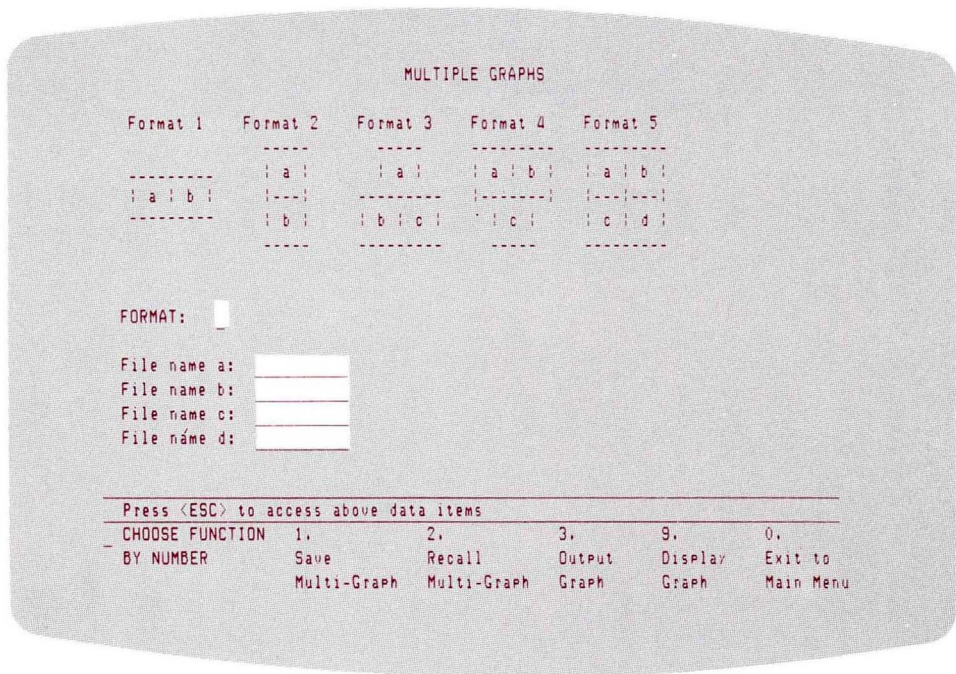 MULTIPLE GRAPHS
Format 1 Format 2 Format 3 Format 4 Format 5
a a a b a b
a b
b b c c c d
FORMAT:
File name a:
File name b:
File name c:
File name d:
Press <ESC> to access above data items
CHOOSE FUNCTION 1. 2. 3. 9. 0.
BY NUMBER Save Recall Output Display Exit to
Multi-Graph Multi-Graph Graph Graph Main Menu